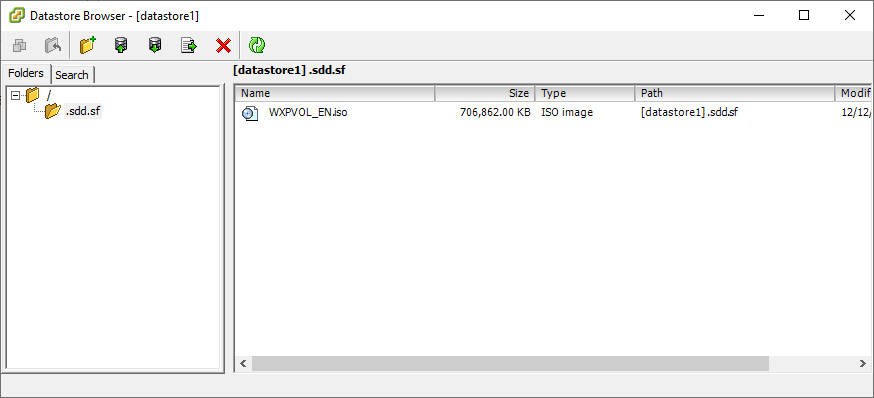 Datastore Browser - [datastore1]
Folders
Search
[datastore1] .sdd.sf
/
.sdd.sf
Name Size Type Path Modif
WXPVOL_EN.iso 706,862.00 KB ISO image [datastore1] .sdd.sf 12/12/